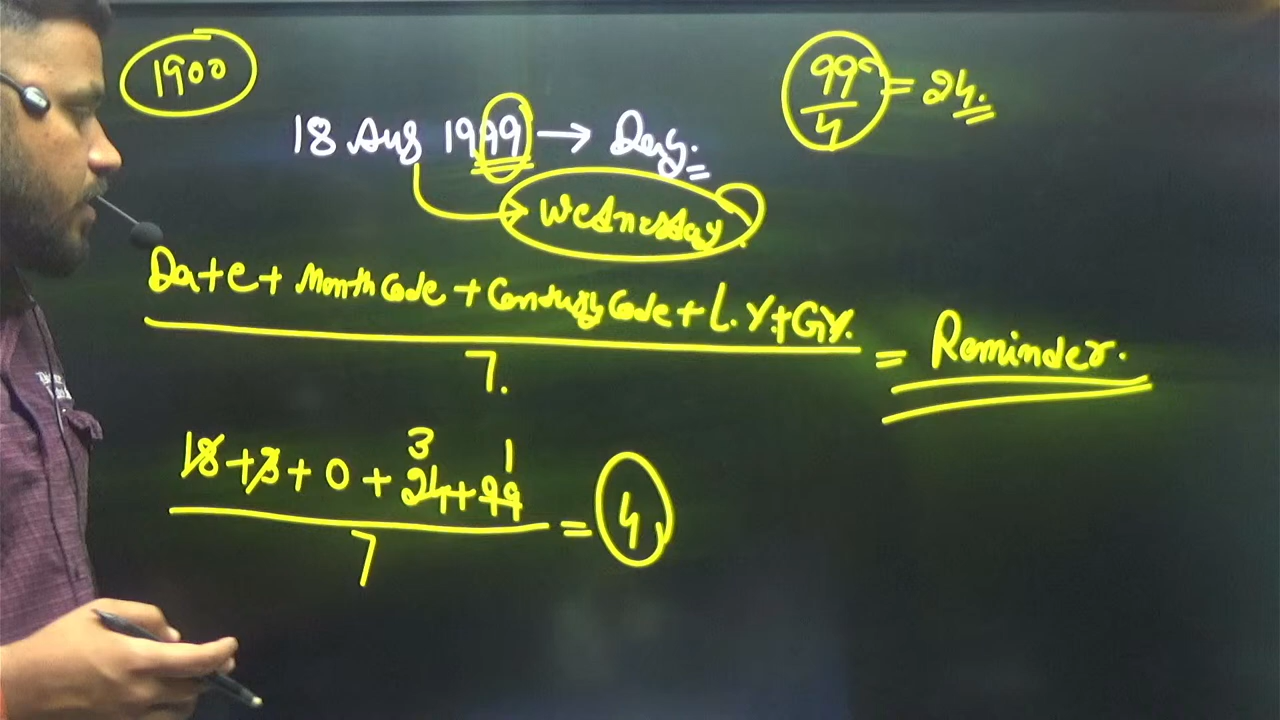 1900
99 / 4 = 24.
18 Aug 1999 → Day.
Wednesday.
Date + Month Code + Century Code + L.Y. + G.Y.
7.
= Reminder.
3 1
18 + 3 + 0 + 24 + 99
7
= 4